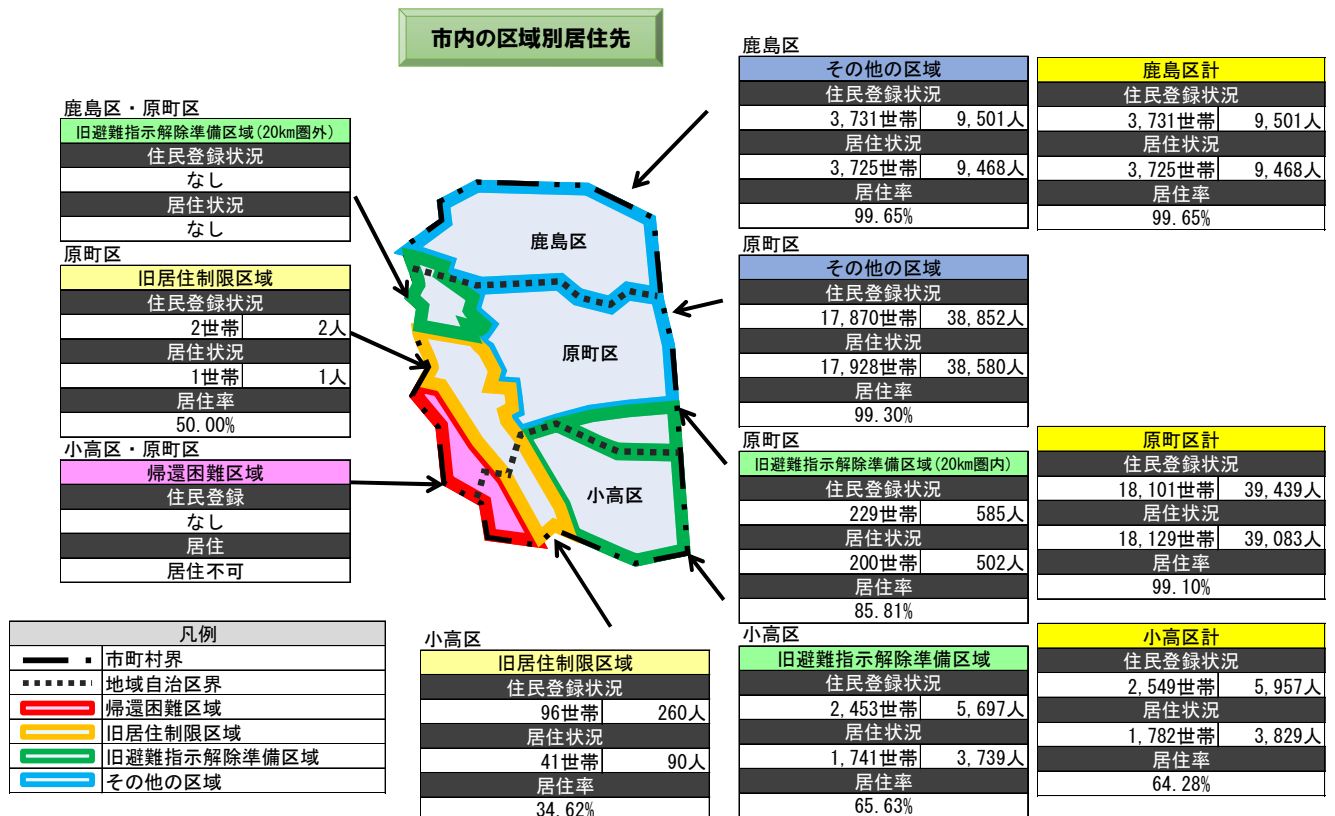 市内の区域別居住先
鹿島区・原町区
旧避難指示解除準備区域(20km圏外)
住民登録状況
なし
居住状況
なし
原町区
旧居住制限区域
住民登録状況
2世帯 2人
居住状況
1世帯 1人
居住率
50.00%
小高区・原町区
帰還困難区域
住民登録
なし
居住
居住不可
凡例
市町村界
地域自治区界
帰還困難区域
旧居住制限区域
旧避難指示解除準備区域
その他の区域
鹿島区
原町区
小高区
小高区
旧居住制限区域
住民登録状況
96世帯 260人
居住状況
41世帯 90人
居住率
34.62%
鹿島区
その他の区域
住民登録状況
3,731世帯 9,501人
居住状況
3,725世帯 9,468人
居住率
99.65%
鹿島区計
住民登録状況
3,731世帯 9,501人
居住状況
3,725世帯 9,468人
居住率
99.65%
原町区
その他の区域
住民登録状況
17,870世帯 38,852人
居住状況
17,928世帯 38,580人
居住率
99.30%
原町区
旧避難指示解除準備区域(20km圏内)
住民登録状況
229世帯 585人
居住状況
200世帯 502人
居住率
85.81%
原町区計
住民登録状況
18,101世帯 39,439人
居住状況
18,129世帯 39,083人
居住率
99.10%
小高区
旧避難指示解除準備区域
住民登録状況
2,453世帯 5,697人
居住状況
1,741世帯 3,739人
居住率
65.63%
小高区計
住民登録状況
2,549世帯 5,957人
居住状況
1,782世帯 3,829人
居住率
64.28%